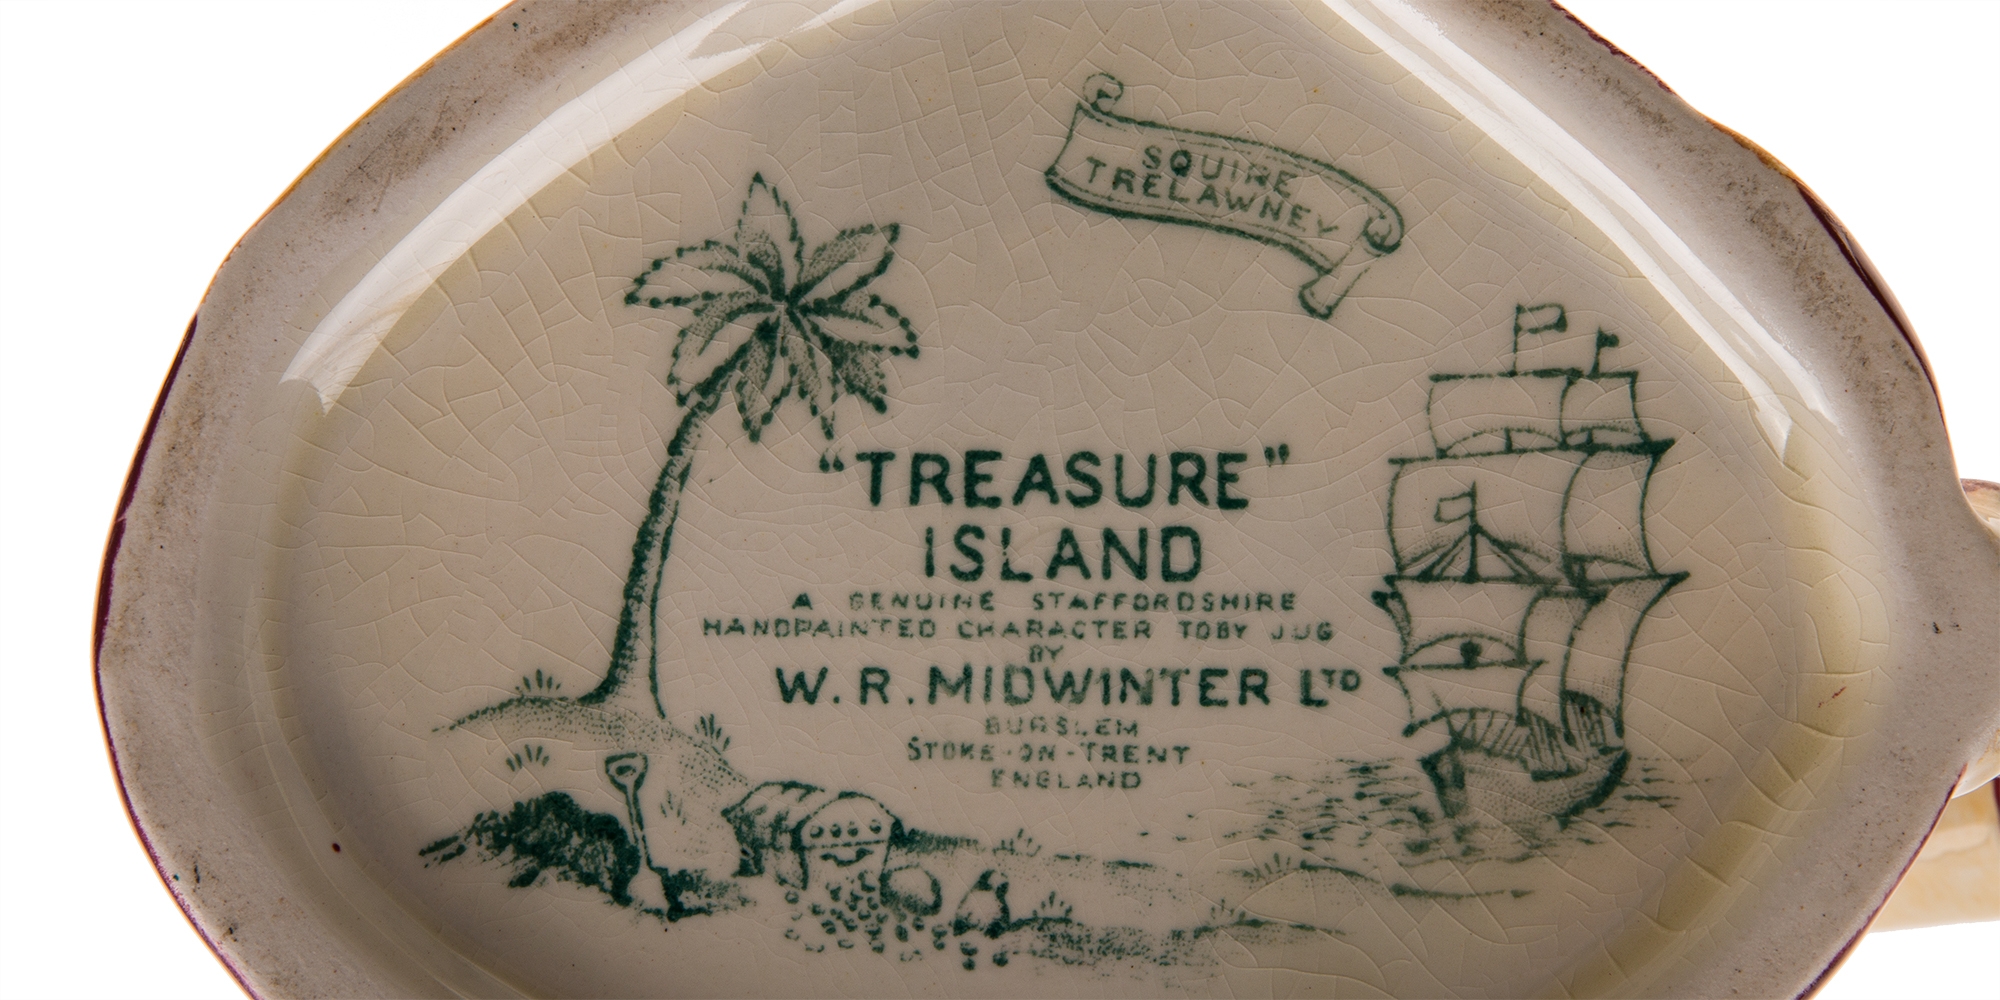 SQUIRE
TRELAWNEY
"TREASURE"
ISLAND
A GENUINE STAFFORDSHIRE
HANDPAINTED CHARACTER TOBY JUG
BY
W. R. MIDWINTER LTD
BURSLEM
STOKE-ON-TRENT
ENGLAND